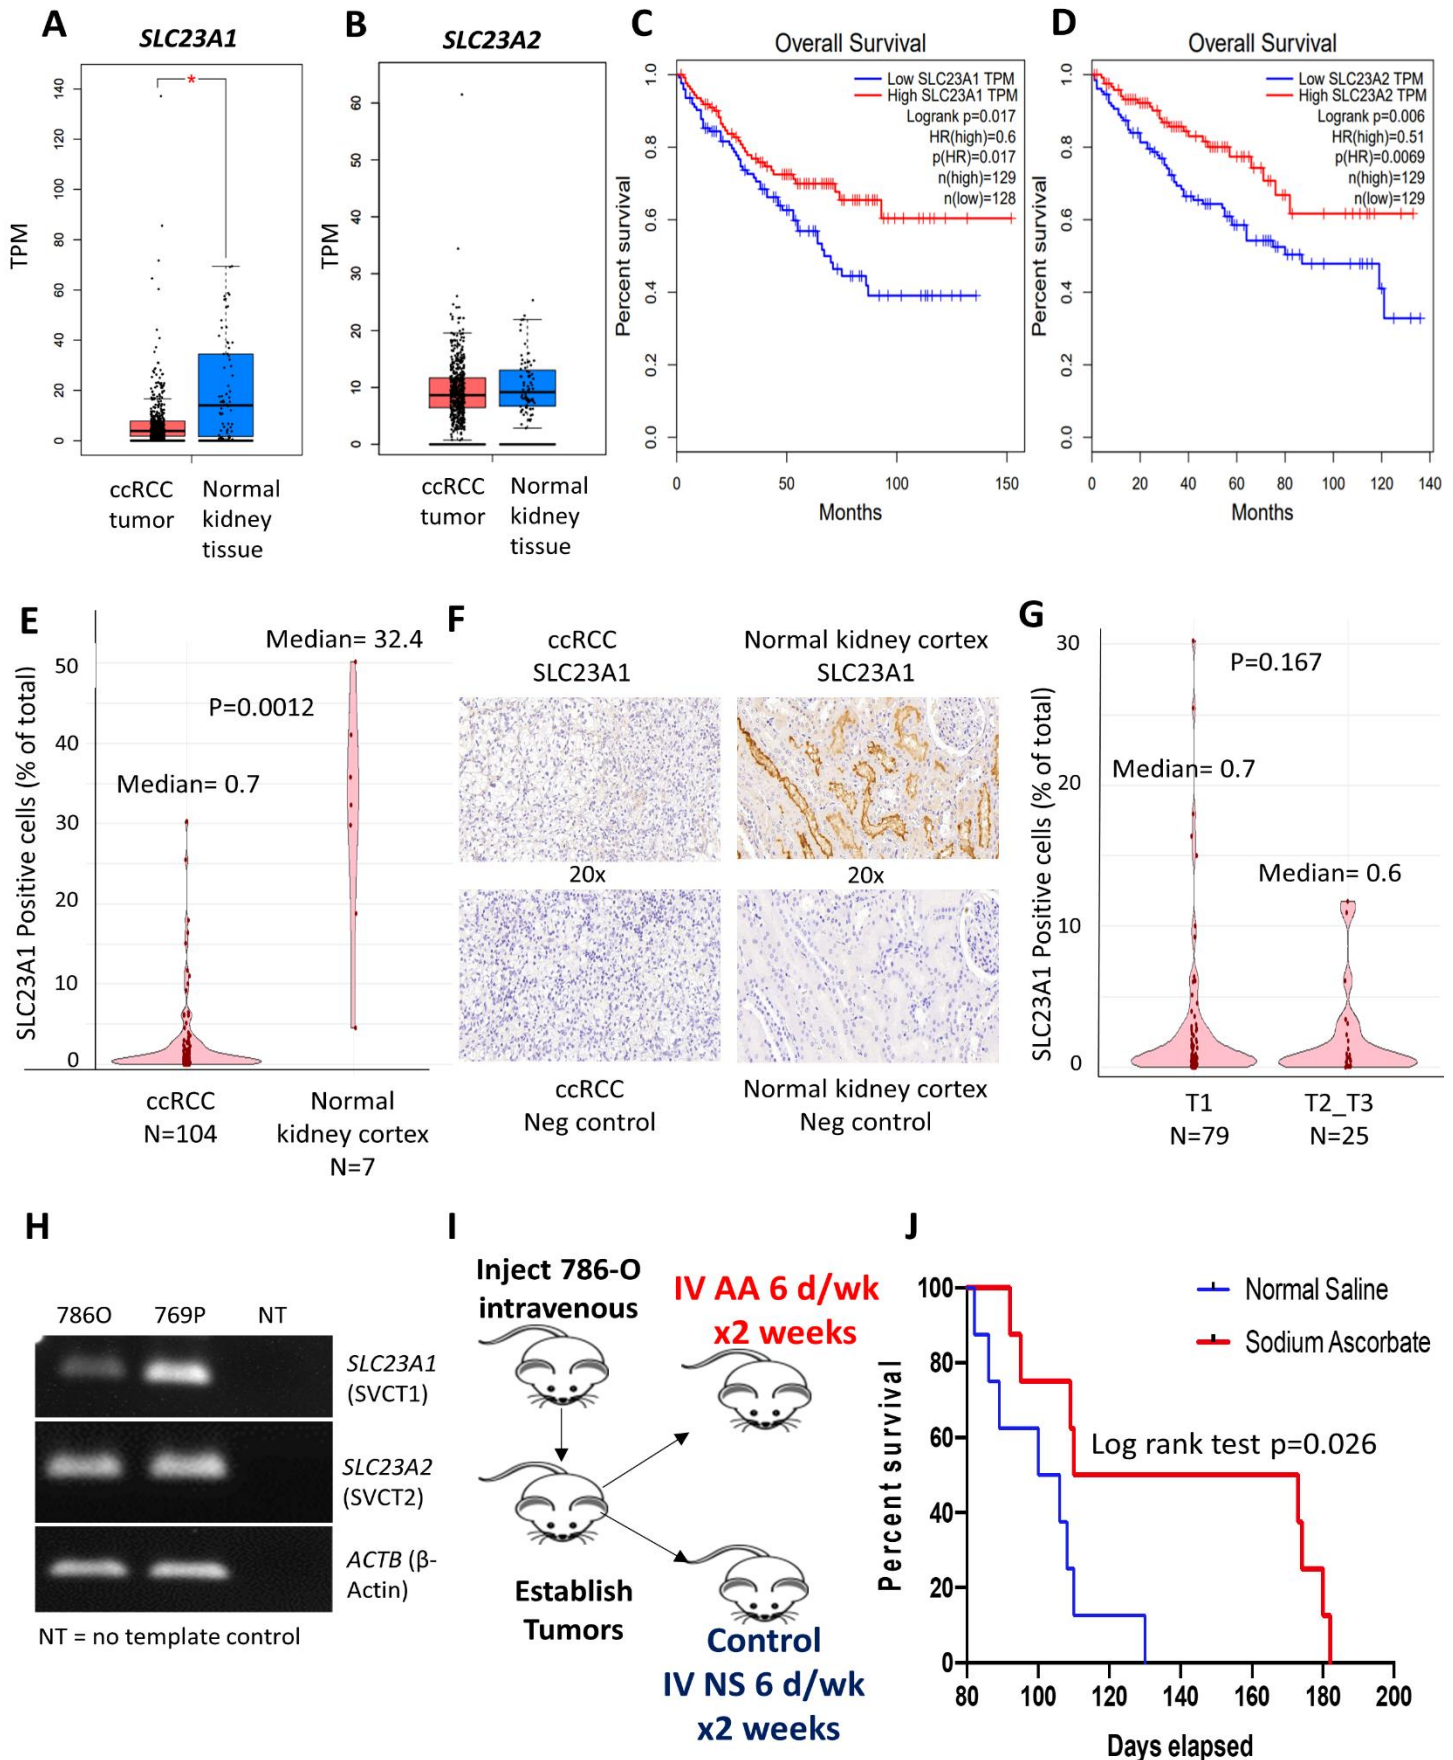 A
SLC23A1
*
TPM
140
120
100
80
60
40
20
0
ccRCC
tumor
Normal
kidney
tissue
B
SLC23A2
TPM
60
50
40
30
20
10
0
ccRCC
tumor
Normal
kidney
tissue
C
Overall Survival
Low SLC23A1 TPM
High SLC23A1 TPM
Logrank p=0.017
HR(high)=0.6
p(HR)=0.017
n(high)=129
n(low)=128
Percent survival
1.0
0.8
0.6
0.4
0.2
0.0
0 50 100 150
Months
D
Overall Survival
Low SLC23A2 TPM
High SLC23A2 TPM
Logrank p=0.006
HR(high)=0.51
p(HR)=0.0069
n(high)=129
n(low)=129
Percent survival
1.0
0.8
0.6
0.4
0.2
0.0
0 20 40 60 80 100 120 140
Months
E
SLC23A1 Positive cells (% of total)
50
40
30
20
10
0
Median= 32.4
P=0.0012
Median= 0.7
ccRCC
N=104
Normal
kidney cortex
N=7
F
ccRCC
SLC23A1
Normal kidney cortex
SLC23A1
20x
20x
ccRCC
Neg control
Normal kidney cortex
Neg control
G
SLC23A1 Positive cells (% of total)
30
20
10
0
P=0.167
Median= 0.7
Median= 0.6
T1
N=79
T2_T3
N=25
H
786O 769P NT
SLC23A1
(SVCT1)
SLC23A2
(SVCT2)
ACTB (β-
Actin)
NT = no template control
I
Inject 786-O
intravenous
IV AA 6 d/wk
x2 weeks
Establish
Tumors
Control
IV NS 6 d/wk
x2 weeks
J
Normal Saline
Sodium Ascorbate
Log rank test p=0.026
Percent survival
100
80
60
40
20
0
80 100 120 140 160 180 200
Days elapsed